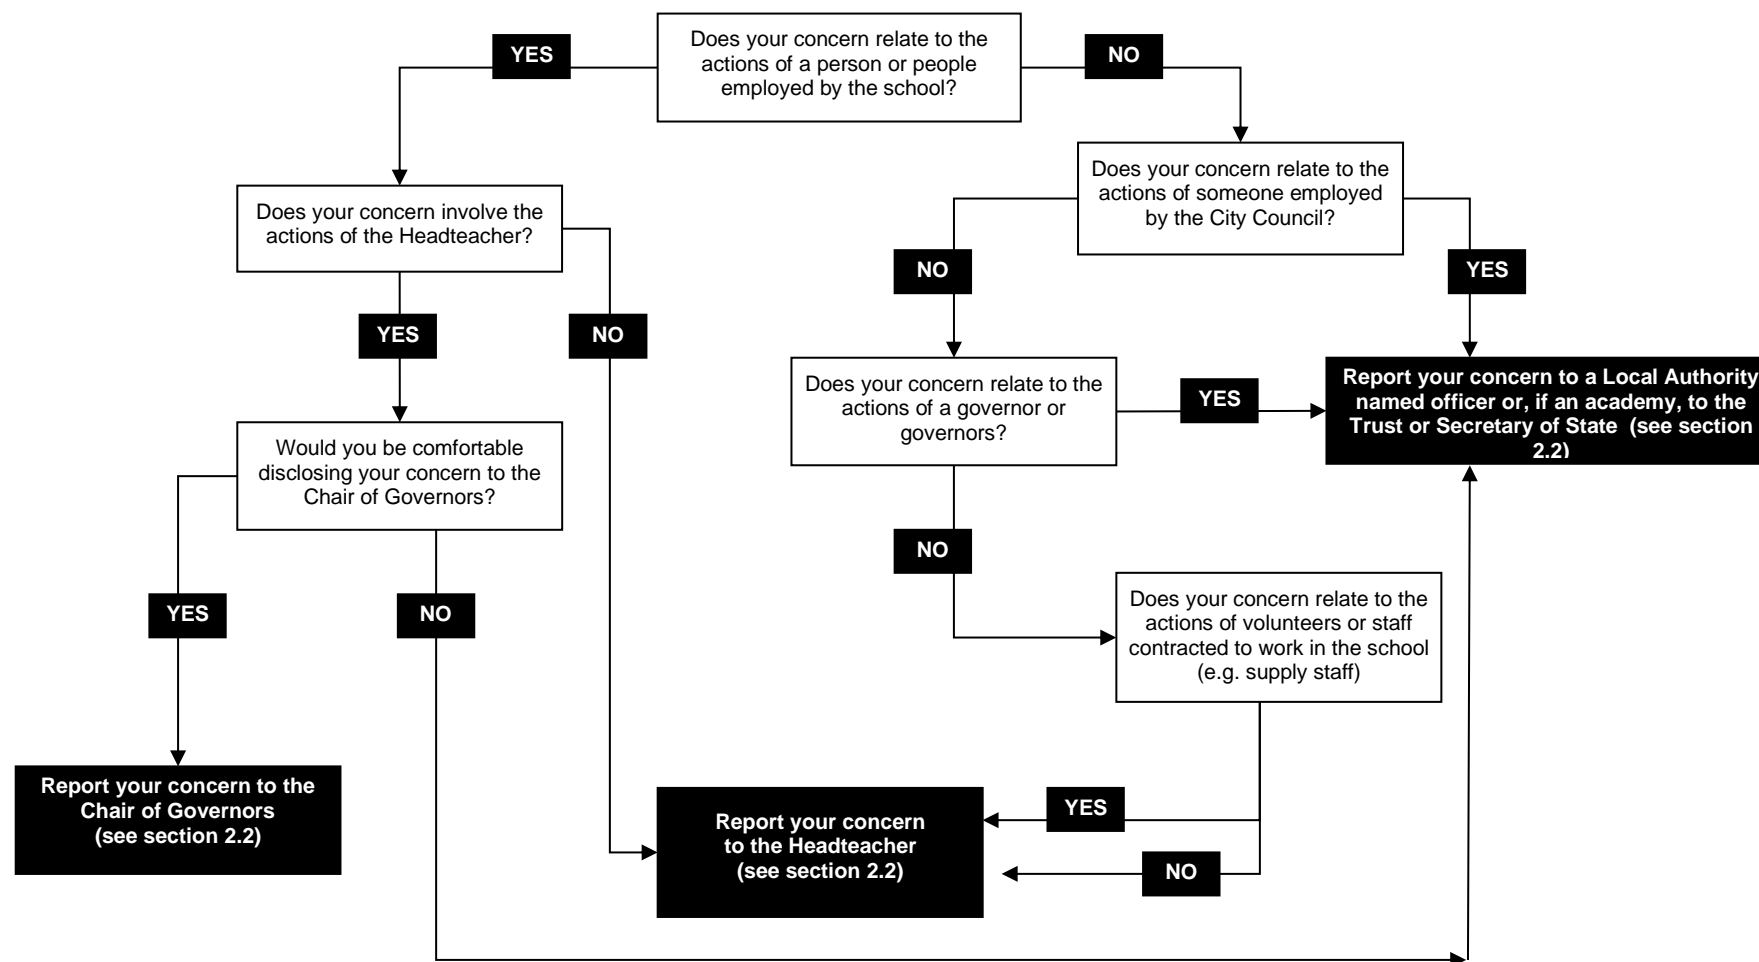 Does your concern relate to the
actions of a person or people
employed by the school?
YES
NO
Does your concern relate to the
actions of someone employed
by the City Council?
Does your concern involve the
actions of the Headteacher?
NO
YES
YES
NO
Does your concern relate to the
actions of a governor or
governors?
YES
Report your concern to a Local Authority
named officer or, if an academy, to the
Trust or Secretary of State (see section
2.2)
Would you be comfortable
disclosing your concern to the
Chair of Governors?
NO
YES
NO
Does your concern relate to the
actions of volunteers or staff
contracted to work in the school
(e.g. supply staff)
Report your concern to the
Chair of Governors
(see section 2.2)
Report your concern
to the Headteacher
(see section 2.2)
YES
NO